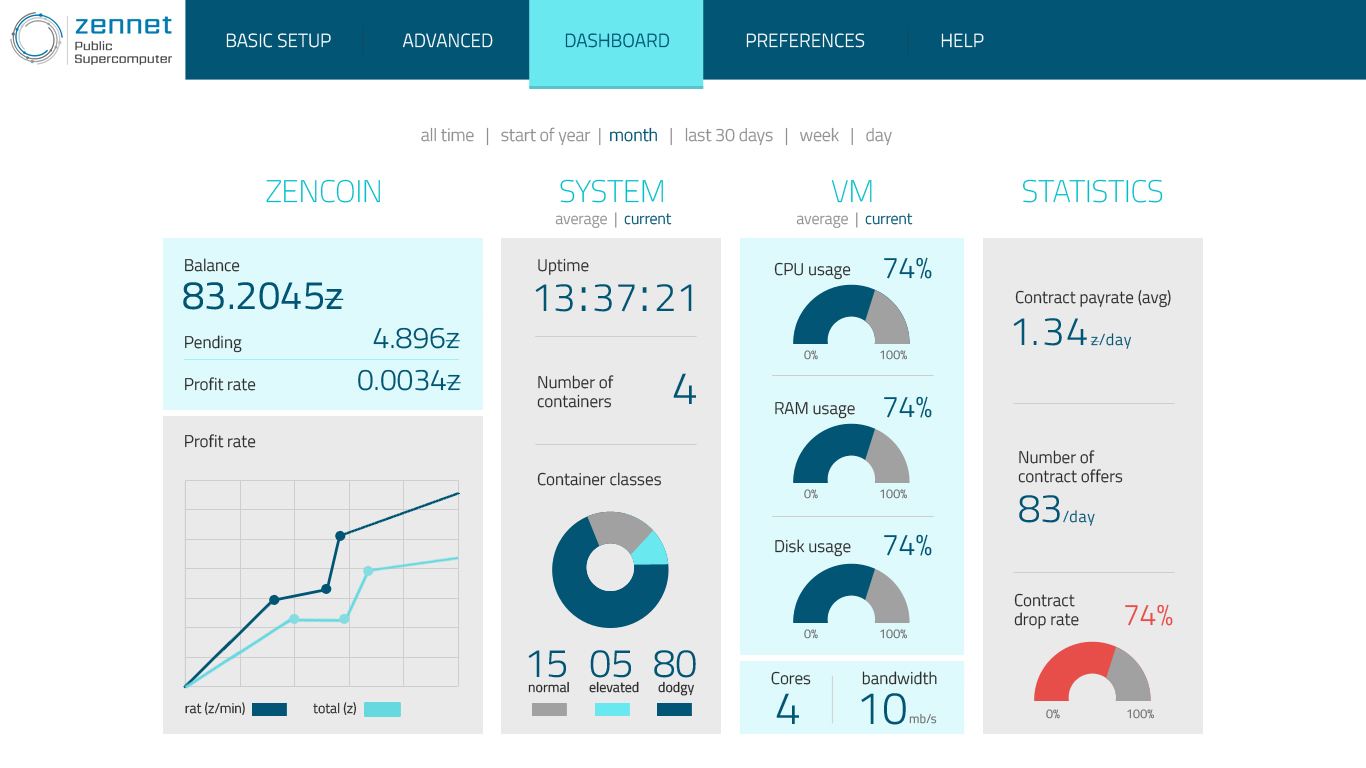 zennet
Public
Supercomputer
BASIC SETUP
ADVANCED
DASHBOARD
PREFERENCES
HELP
all time | start of year | month | last 30 days | week | day
ZENCOIN
Balance
83.2045ƶ
Pending 4.896ƶ
Profit rate 0.0034ƶ
Profit rate
rat (z/min)
total (z)
SYSTEM
average | current
Uptime
13:37:21
Number of
containers
4
Container classes
15 05 80
normal elevated dodgy
VM
average | current
CPU usage 74%
0% 100%
RAM usage 74%
0% 100%
Disk usage 74%
0% 100%
Cores bandwidth
4 10 mb/s
STATISTICS
Contract payrate (avg)
1.34 ƶ/day
Number of
contract offers
83/day
Contract
drop rate
74%
0% 100%